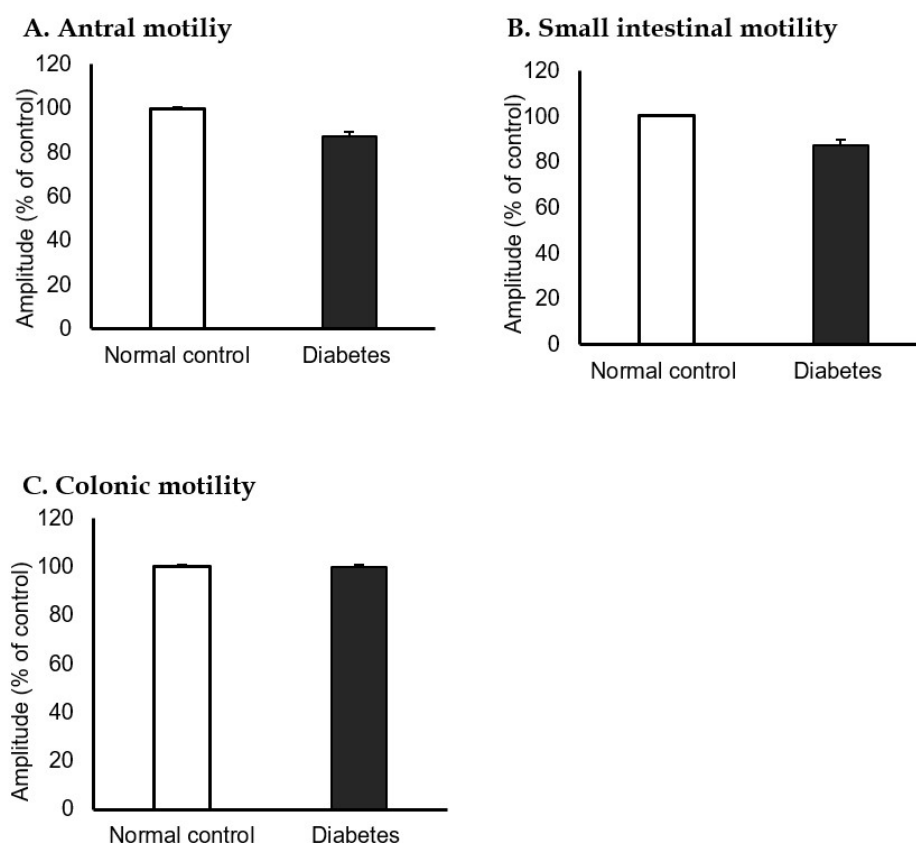 A. Antral motiliy
120
100
80
60
40
20
0
Amplitude (% of control)
Normal control Diabetes
B. Small intestinal motility
120
100
80
60
40
20
0
Amplitude (% of control)
Normal control Diabetes
C. Colonic motility
120
100
80
60
40
20
0
Amplitude (% of control)
Normal control Diabetes